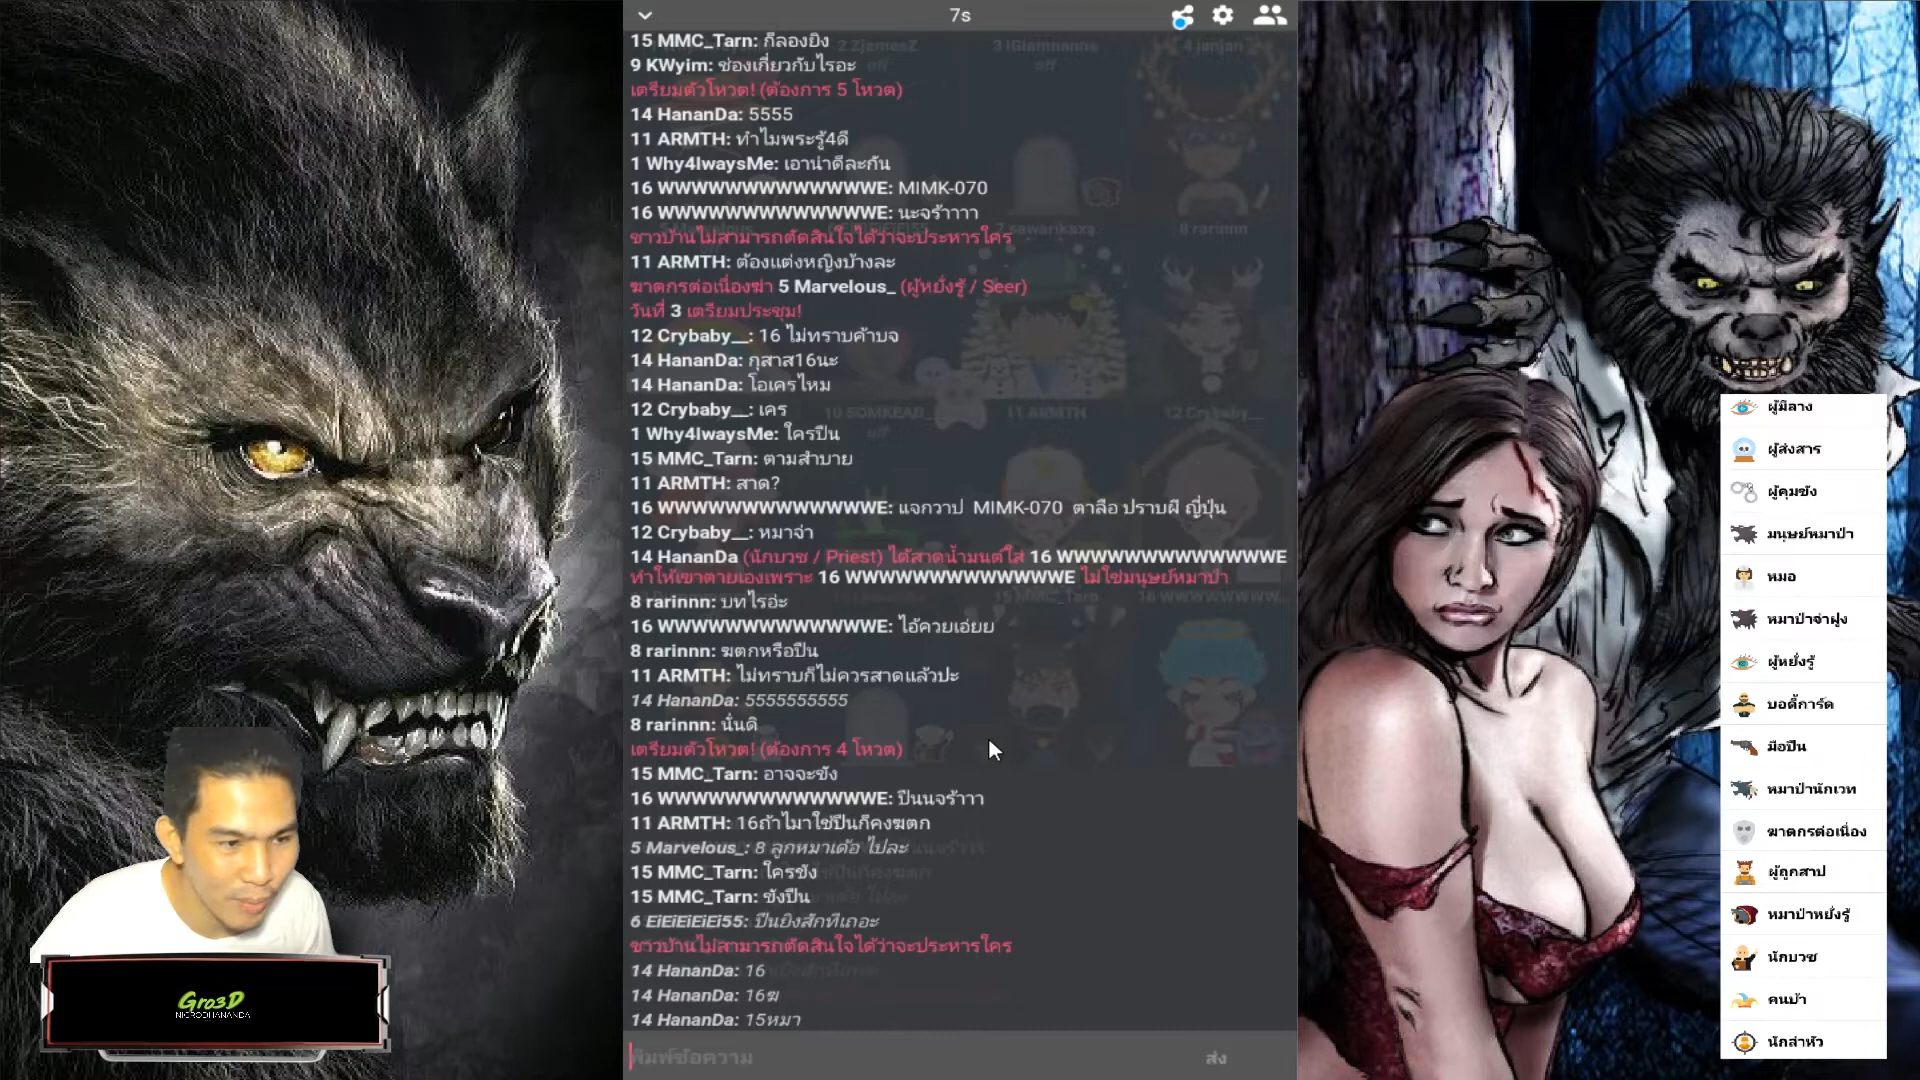 7s
15 MMC_Tarn: ก็ลองยิง
9 KWyim: ช่องเกี่ยวกับไรอะ
เตรียมตัวโหวต! (ต้องการ 5 โหวต)
14 HananDa: 5555
11 ARMTH: ทำไมพระรู้4ดี
1 Why4lwaysMe: เอาน่าดีละกัน
16 WWWWWWWWWWWWWE: MIMK-070
16 WWWWWWWWWWWWWE: นะจร้าาาา
ชาวบ้านไม่สามารถตัดสินใจได้ว่าจะประหารใคร
11 ARMTH: ต้องแต่งหญิงบ้างละ
ฆาตกรต่อเนื่องฆ่า 5 Marvelous_ (ผู้หยั่งรู้ / Seer)
วันที่ 3 เตรียมประชุม!
12 Crybaby__: 16 ไม่ทราบค้าบจ
14 HananDa: กุสาส16นะ
14 HananDa: โอเครไหม
12 Crybaby__: เคร
1 Why4lwaysMe: ใครปืน
15 MMC_Tarn: ตามสำบาย
11 ARMTH: สาด?
16 WWWWWWWWWWWWWE: แจกวาป MIMK-070 ตาลือ ปราบผี ญี่ปุ่น
12 Crybaby__: หมาจ๋า
14 HananDa (นักบวช / Priest) ได้สาดน้ำมนต์ใส่ 16 WWWWWWWWWWWWWE
ทำให้เขาตายเองเพราะ 16 WWWWWWWWWWWWWE ไม่ใช่มนุษย์หมาป่า
8 rarinnn: บทไรอ่ะ
16 WWWWWWWWWWWWWE: ไอ้ควยเอ่ยย
8 rarinnn: ฆตกหรือปืน
11 ARMTH: ไม่ทราบก็ไม่ควรสาดแล้วปะ
14 HananDa: 5555555555
8 rarinnn: นั่นดิ
เตรียมตัวโหวต! (ต้องการ 4 โหวต)
15 MMC_Tarn: อาจจะขัง
16 WWWWWWWWWWWWWE: ปืนนจร้าาา
11 ARMTH: 16ถ้าไมาใช่ปืนก็คงฆตก
5 Marvelous_: 8 ลูกหมาเด้อ ไปละ
15 MMC_Tarn: ใครขัง
15 MMC_Tarn: ขังปืน
6 EiEiEiEiEi55: ปืนยิงสักทีเถอะ
ชาวบ้านไม่สามารถตัดสินใจได้ว่าจะประหารใคร
14 HananDa: 16
14 HananDa: 16ฆ
14 HananDa: 15หมา
พิมพ์ข้อความ
ส่ง
ผู้มีลาง
ผู้ส่งสาร
ผู้คุมขัง
มนุษย์หมาป่า
หมอ
หมาป่าจ่าฝูง
ผู้หยั่งรู้
บอดี้การ์ด
มือปืน
หมาป่านักเวท
ฆาตกรต่อเนื่อง
ผู้ถูกสาป
หมาป่าหยั่งรู้
นักบวช
คนบ้า
นักล่าหัว
Gro3D
NIGRODHANANDA